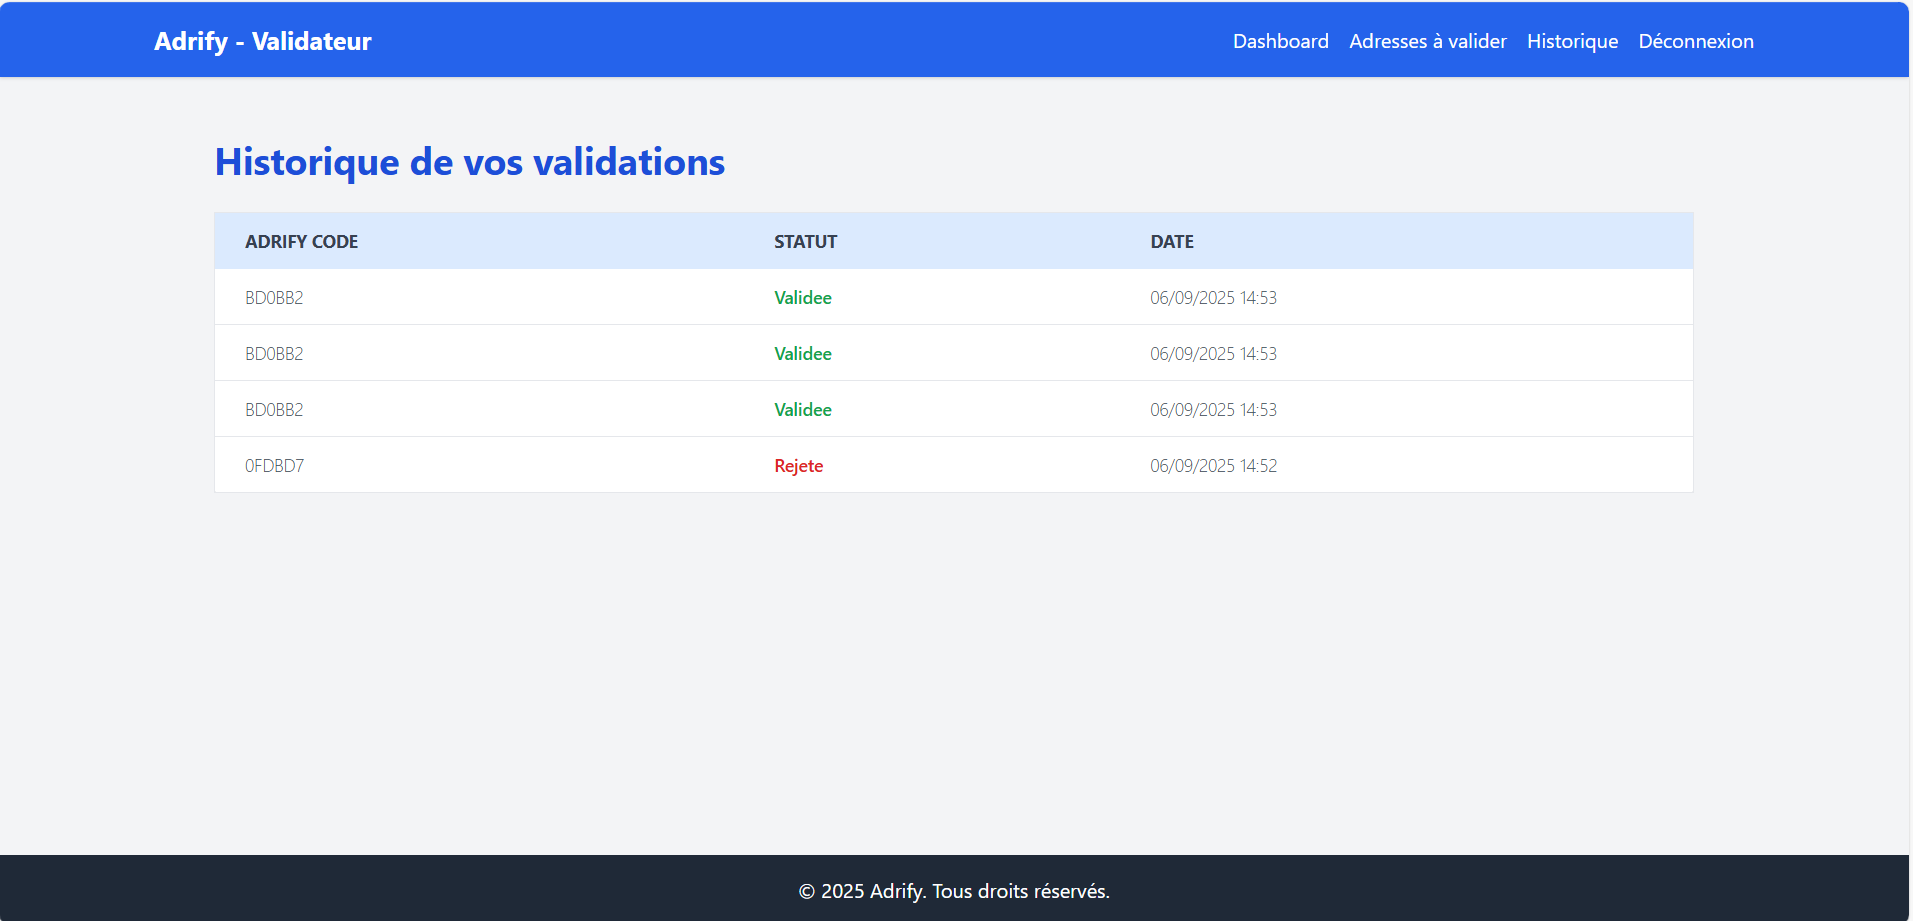 Adrify - Validateur
Dashboard Adresses à valider Historique Déconnexion
Historique de vos validations
ADRIFY CODE STATUT DATE
BD0BB2 Validee 06/09/2025 14:53
BD0BB2 Validee 06/09/2025 14:53
BD0BB2 Validee 06/09/2025 14:53
0FDBD7 Rejete 06/09/2025 14:52
© 2025 Adrify. Tous droits réservés.